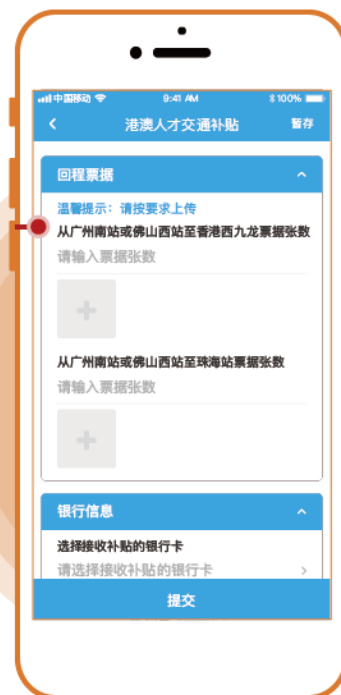 中国移动 9:41 AM 100%
港澳人才交通补贴 暂存
回程票据
温馨提示：请按要求上传
从广州南站或佛山西站至香港西九龙票据张数
请输入票据张数
从广州南站或佛山西站至珠海站票据张数
请输入票据张数
银行信息
选择接收补贴的银行卡
请选择接收补贴的银行卡
提交